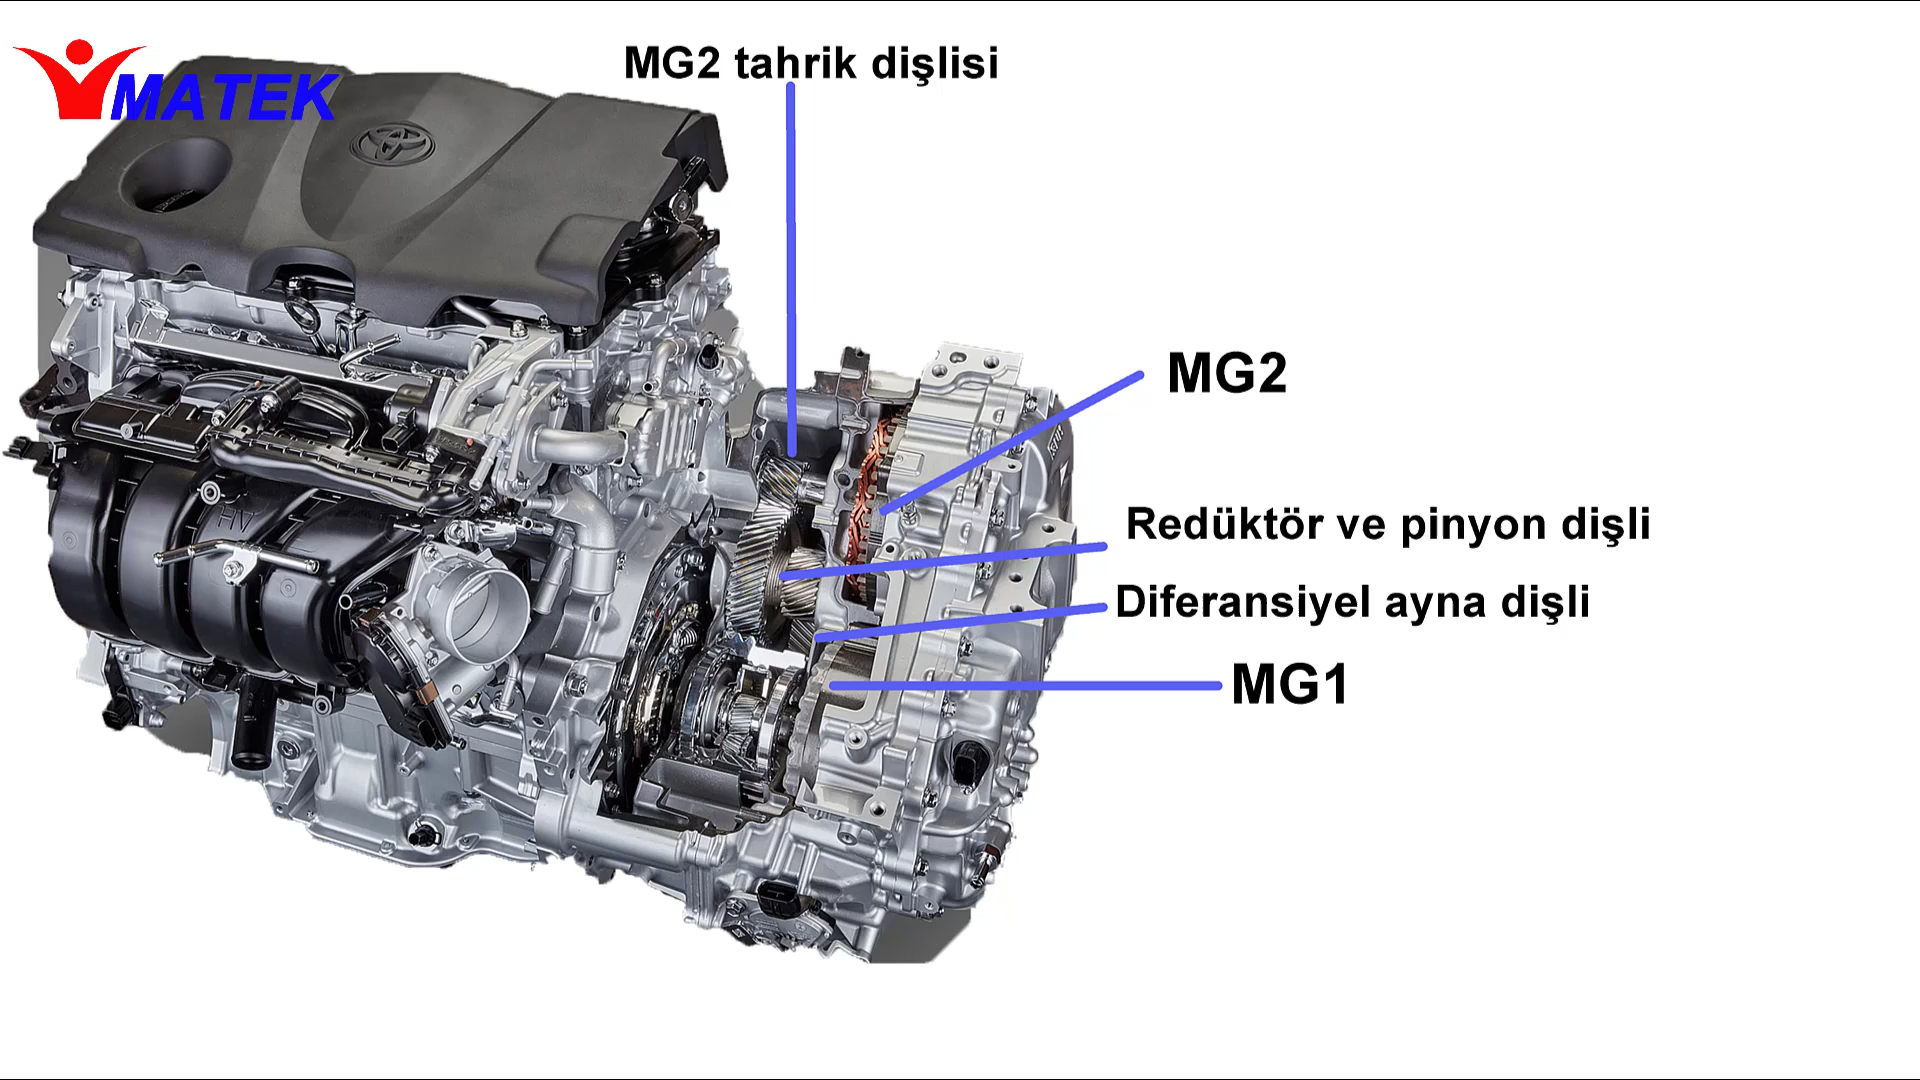 MATEK
MG2 tahrik dişlisi
MG2
Redüktör ve pinyon dişli
Diferansiyel ayna dişli
MG1